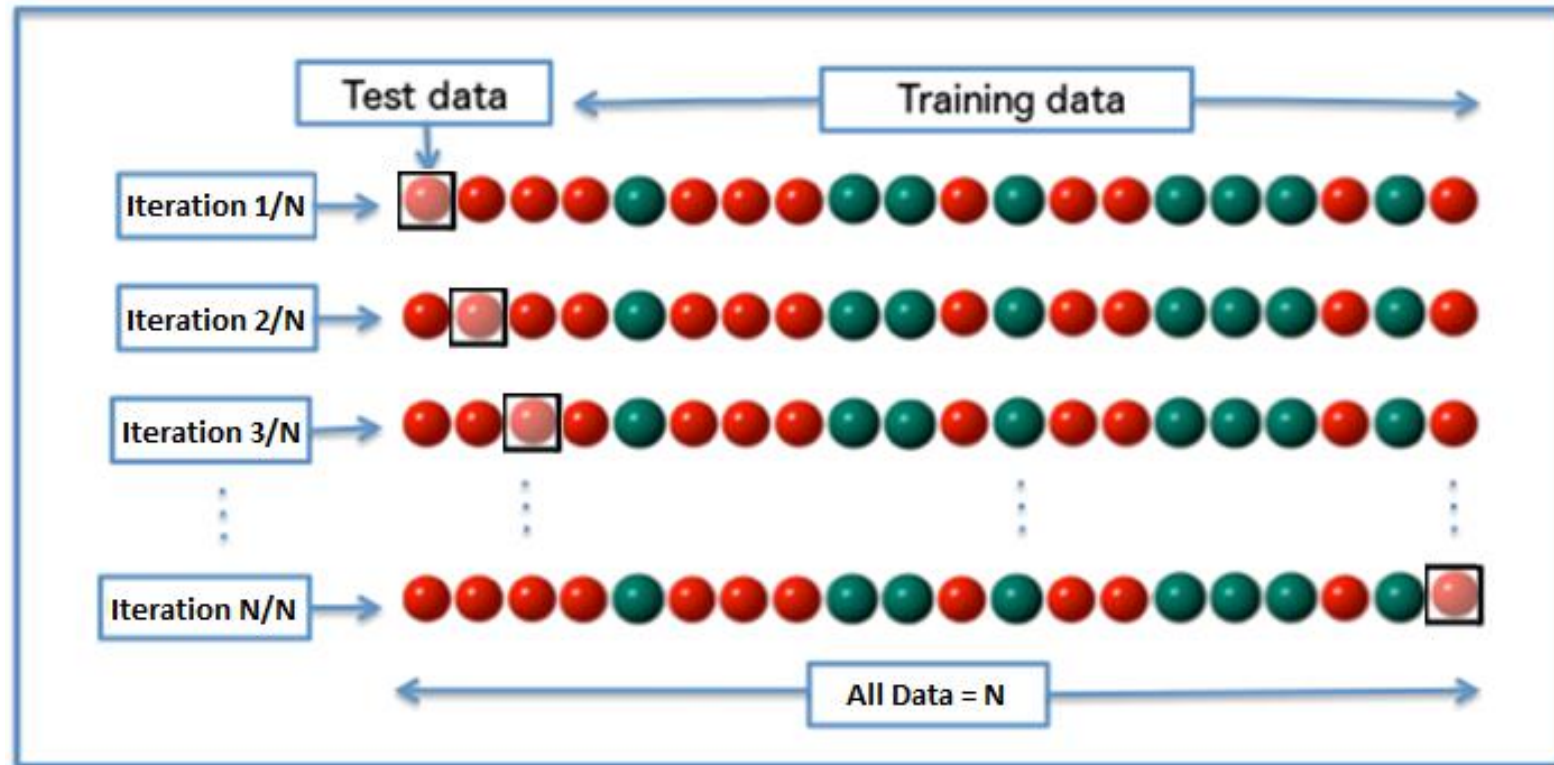 Test data
Training data
Iteration 1/N
Iteration 2/N
Iteration 3/N
Iteration N/N
All Data = N